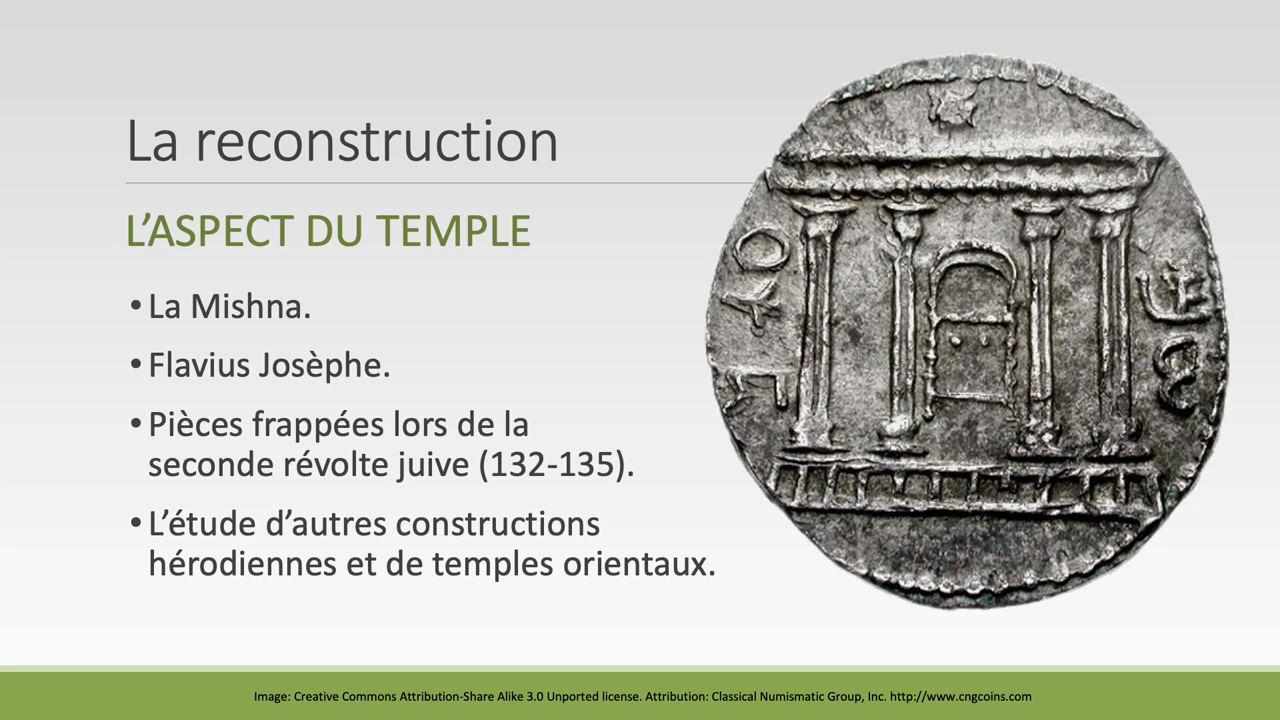 La reconstruction
L’ASPECT DU TEMPLE
• La Mishna.
• Flavius Josèphe.
• Pièces frappées lors de la
seconde révolte juive (132-135).
• L’étude d’autres constructions
hérodiennes et de temples orientaux.
𐤔𐤌𐤏𐤅𐤍
Image: Creative Commons Attribution-Share Alike 3.0 Unported license. Attribution: Classical Numismatic Group, Inc. http://www.cngcoins.com